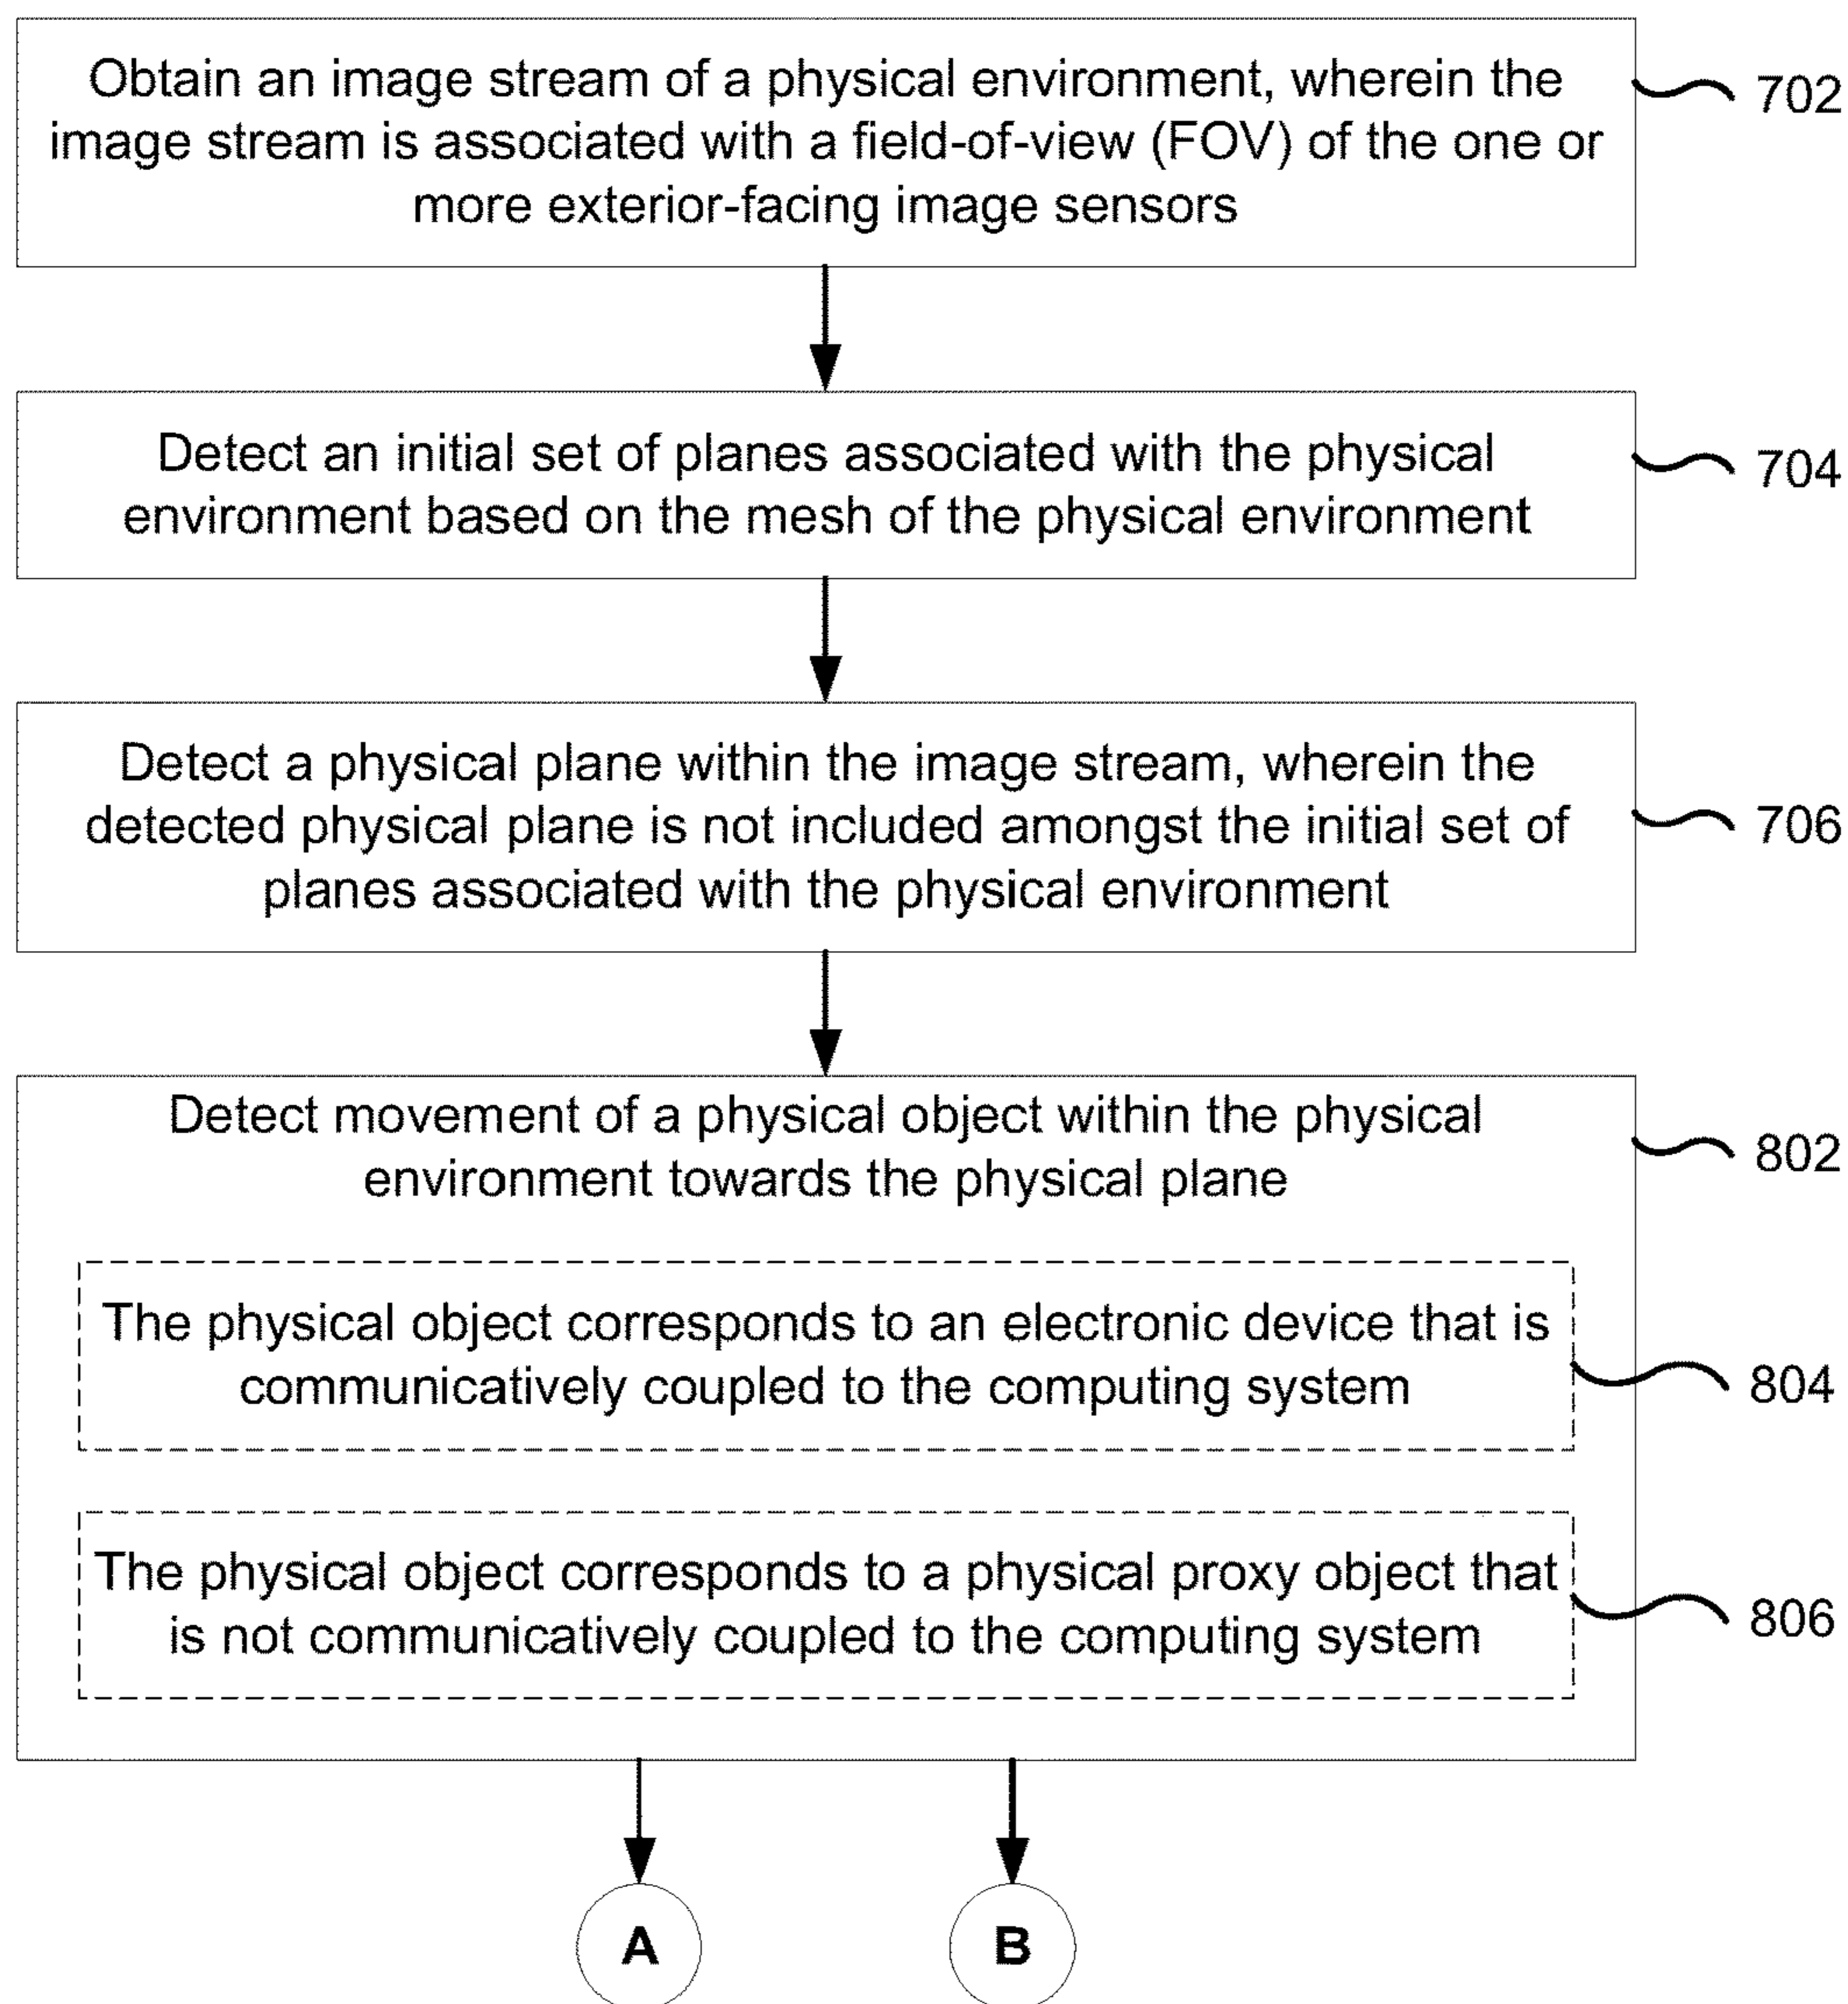 Obtain an image stream of a physical environment, wherein the
image stream is associated with a field-of-view (FOV) of the one or
more exterior-facing image sensors
702
Detect an initial set of planes associated with the physical
environment based on the mesh of the physical environment
704
Detect a physical plane within the image stream, wherein the
detected physical plane is not included amongst the initial set of
planes associated with the physical environment
706
Detect movement of a physical object within the physical
environment towards the physical plane
802
The physical object corresponds to an electronic device that is
communicatively coupled to the computing system
804
The physical object corresponds to a physical proxy object that
is not communicatively coupled to the computing system
806
A
B